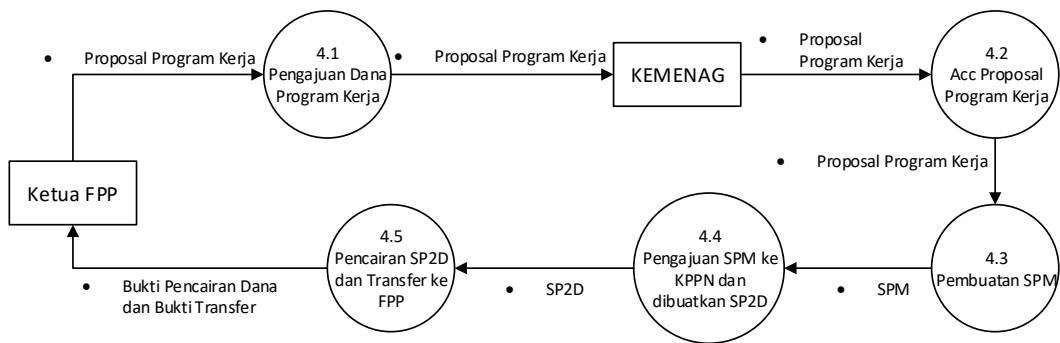 • Proposal Program Kerja
4.1
Pengajuan Dana
Program Kerja
• Proposal Program Kerja
KEMENAG
• Proposal
Program Kerja
4.2
Acc Proposal
Program Kerja
• Proposal Program Kerja
4.3
Pembuatan SPM
• SPM
4.4
Pengajuan SPM ke
KPPN dan
dibuatkan SP2D
• SP2D
4.5
Pencairan SP2D
dan Transfer ke
FPP
• Bukti Pencairan Dana
dan Bukti Transfer
Ketua FPP